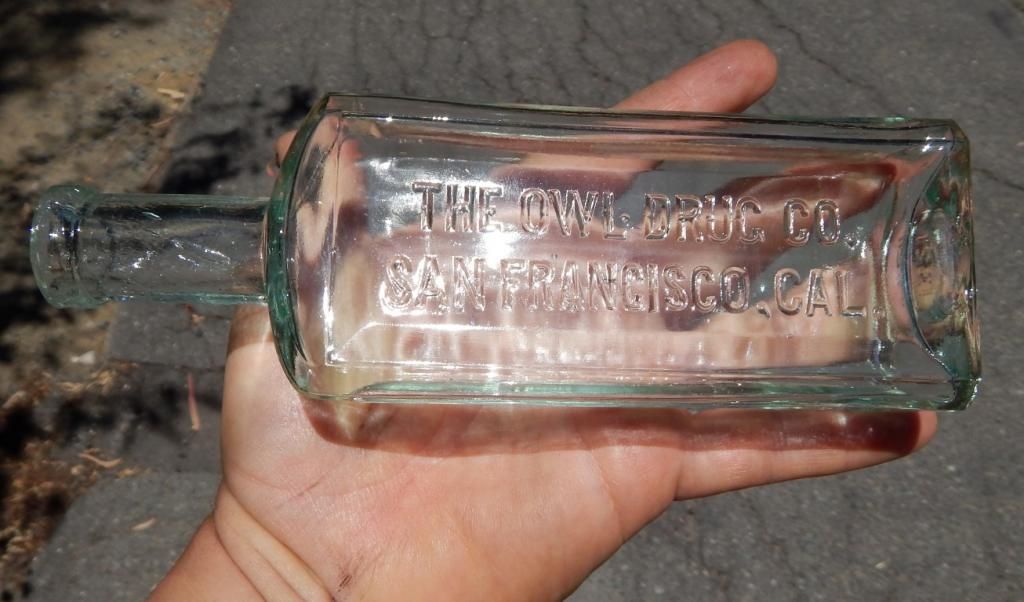 THE OWL DRUG CO.
SAN FRANCISCO, CAL.